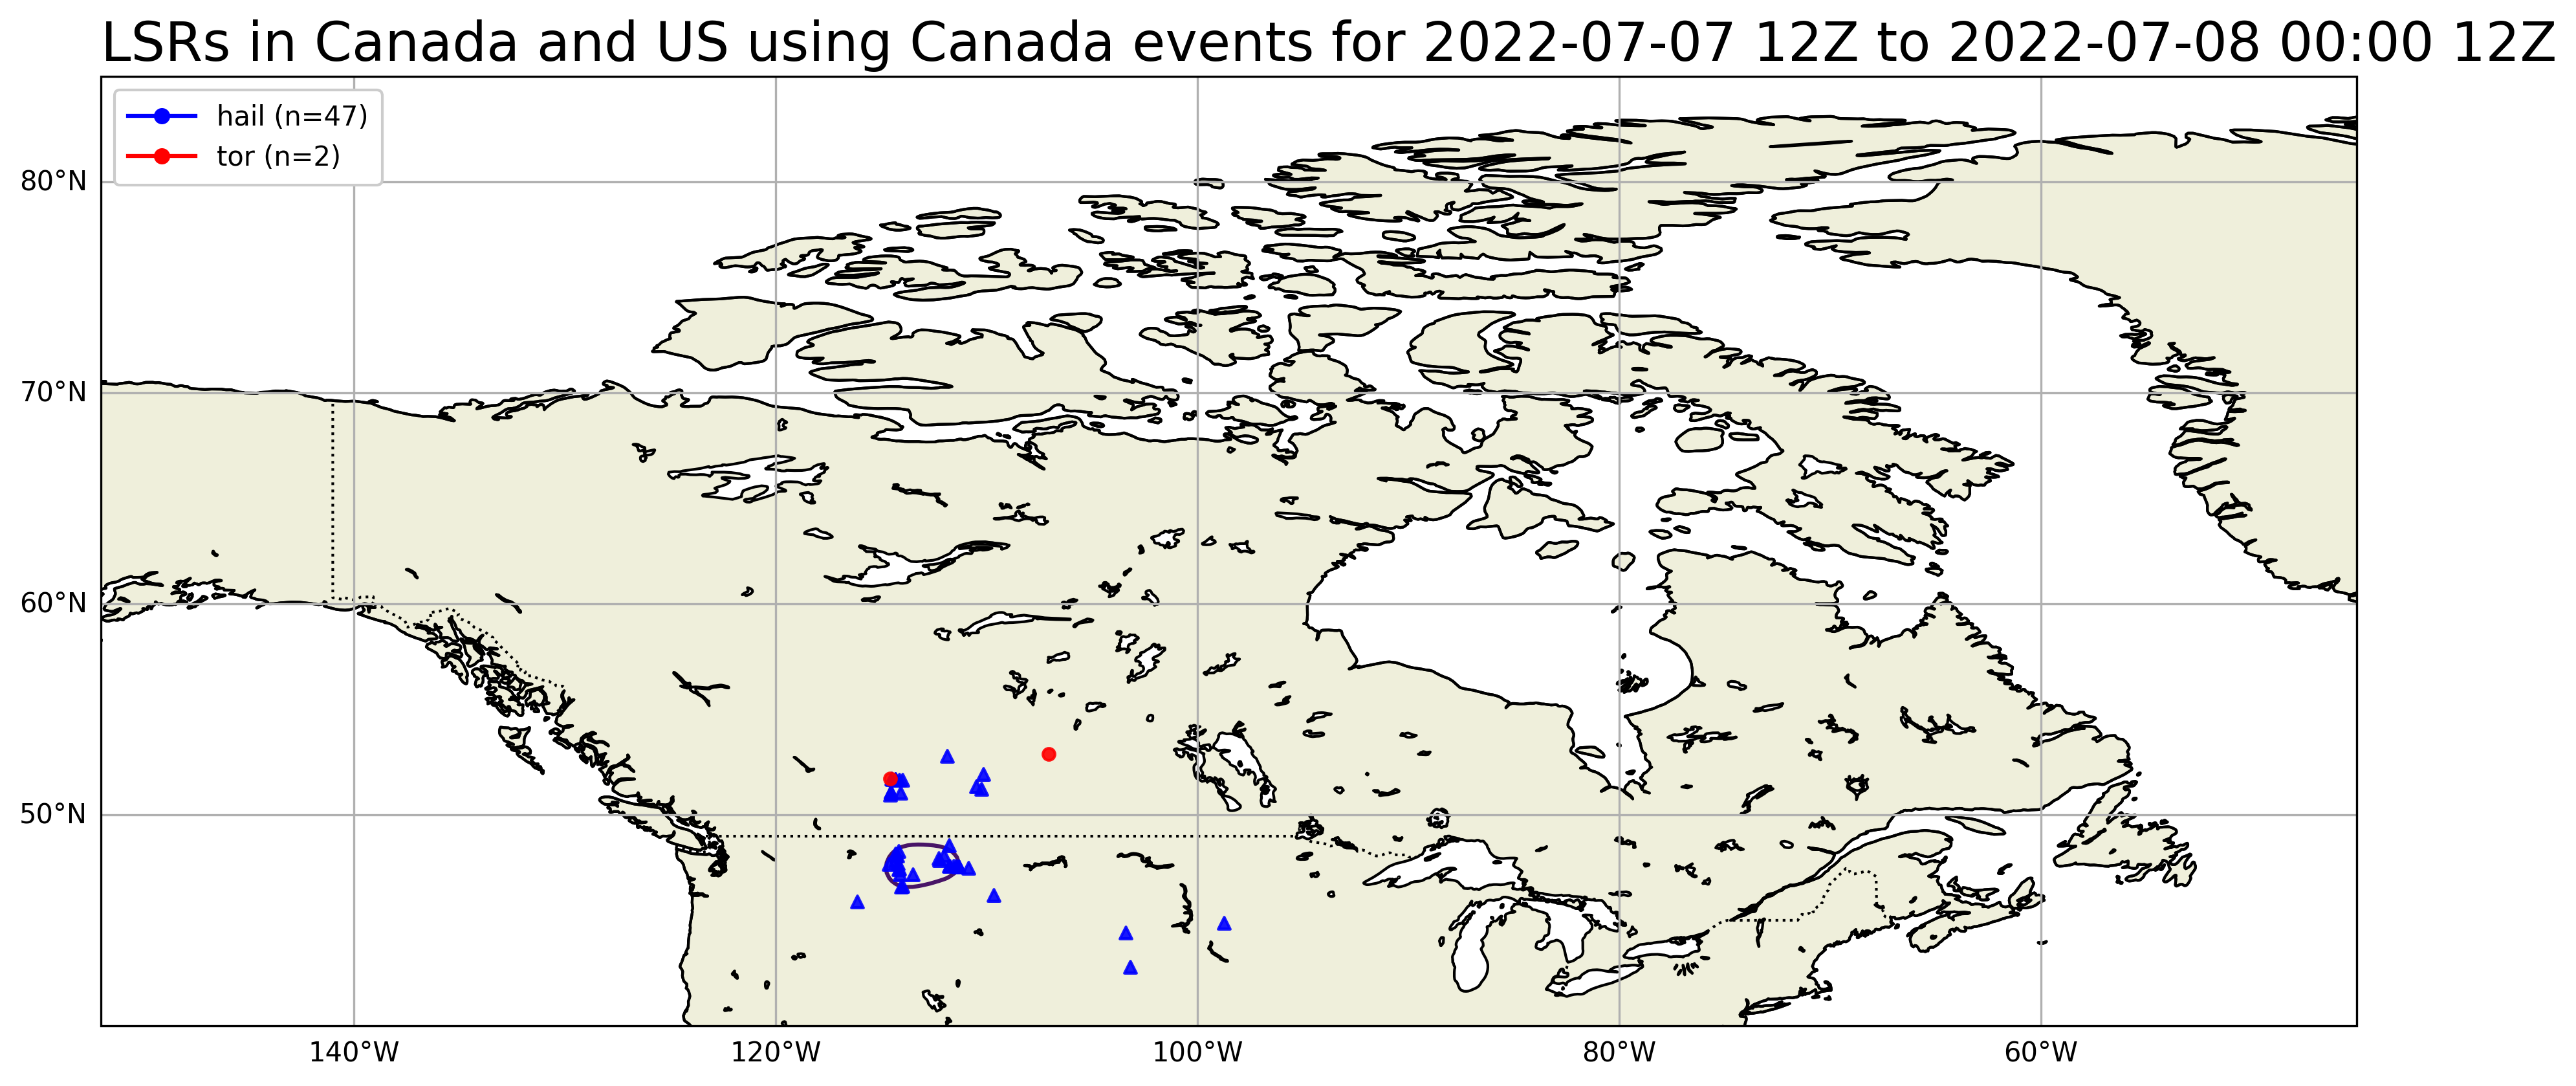 LSRs in Canada and US using Canada events for 2022-07-07 12Z to 2022-07-08 00:00 12Z
hail (n=47)
tor (n=2)
80°N
70°N
60°N
50°N
140°W 120°W 100°W 80°W 60°W